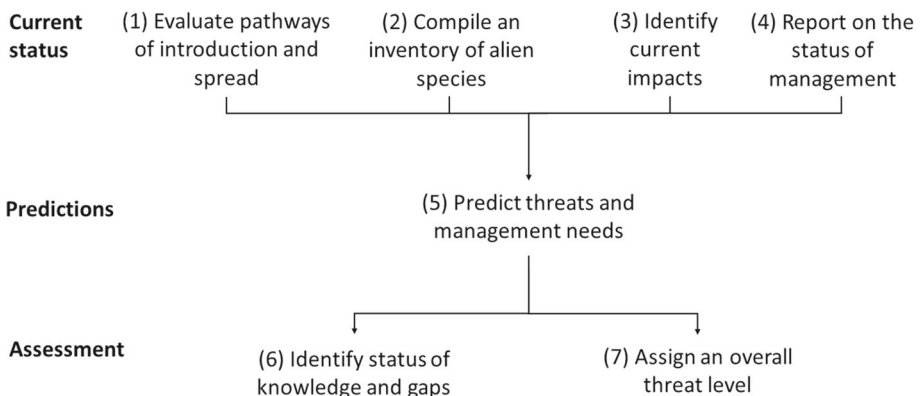 Current
status
(1) Evaluate pathways
of introduction and
spread
(2) Compile an
inventory of alien
species
(3) Identify
current
impacts
(4) Report on the
status of
management
Predictions
(5) Predict threats and
management needs
Assessment
(6) Identify status of
knowledge and gaps
(7) Assign an overall
threat level